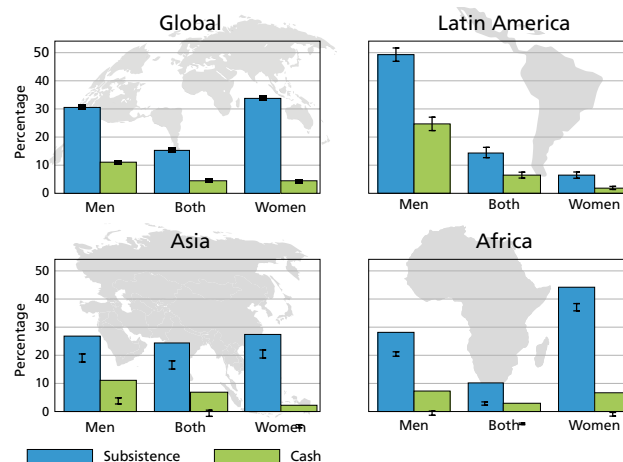 Global
Latin America
Percentage
50
40
30
20
10
0
Men Both Women
Men Both Women
Asia
Africa
Percentage
50
40
30
20
10
0
Men Both Women
Men Both Women
Subsistence Cash